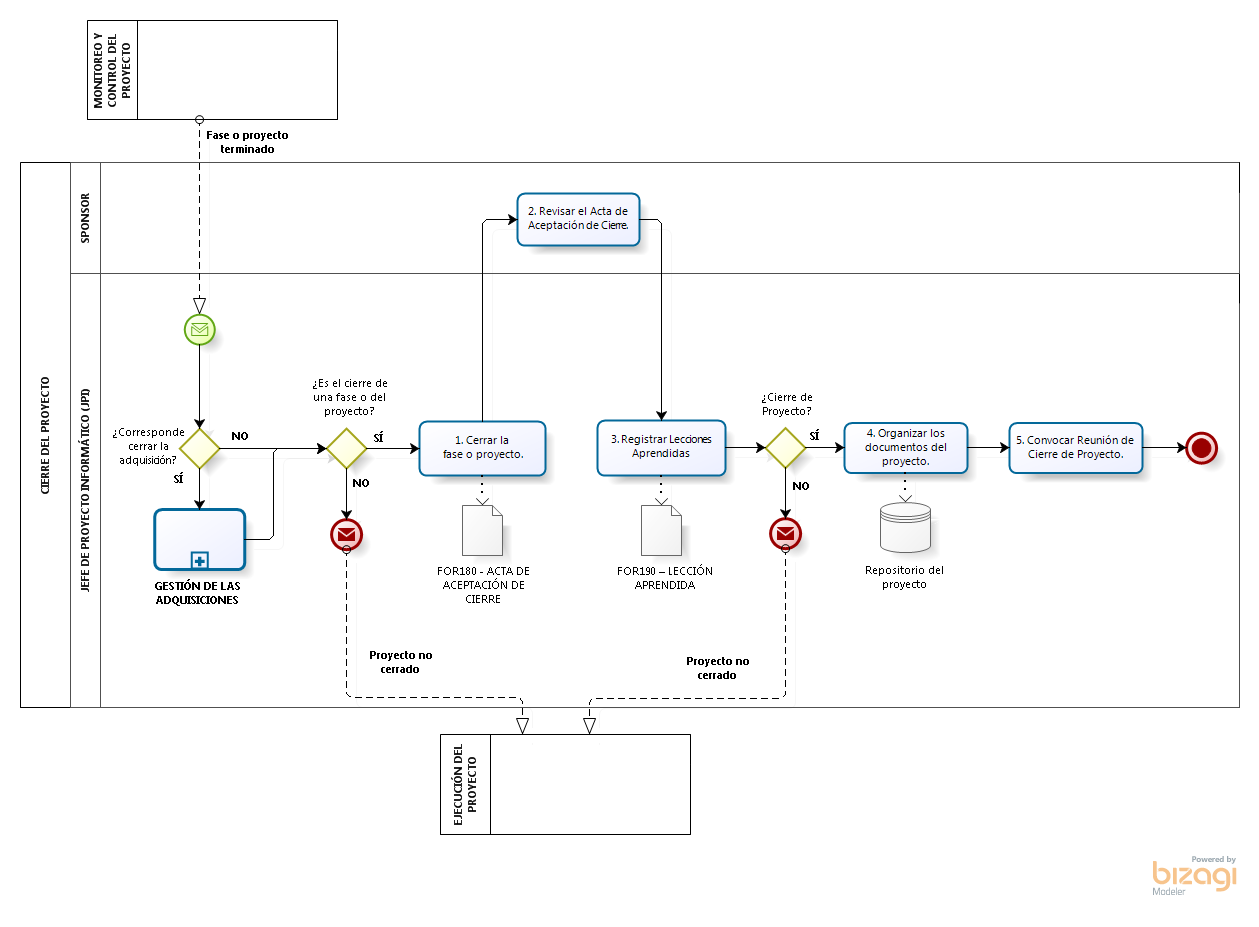 MONITOREO Y
CONTROL DEL
PROYECTO
Fase o proyecto
terminado
CIERRE DEL PROYECTO
SPONSOR
2. Revisar el Acta de
Aceptación de Cierre.
JEFE DE PROYECTO INFORMÁTICO (JPI)
¿Corresponde
cerrar la
adquisición?
NO
SÍ
GESTIÓN DE LAS
ADQUISICIONES
¿Es el cierre de
una fase o del
proyecto?
SÍ
NO
1. Cerrar la
fase o proyecto.
FOR180 - ACTA DE
ACEPTACIÓN DE
CIERRE
3. Registrar Lecciones
Aprendidas
FOR190 – LECCIÓN
APRENDIDA
¿Cierre de
Proyecto?
SÍ
NO
4. Organizar los
documentos del
proyecto.
Repositorio del
proyecto
5. Convocar Reunión de
Cierre de Proyecto.
Proyecto no
cerrado
Proyecto no
cerrado
EJECUCIÓN DEL
PROYECTO
Powered by
bizagi
Modeler